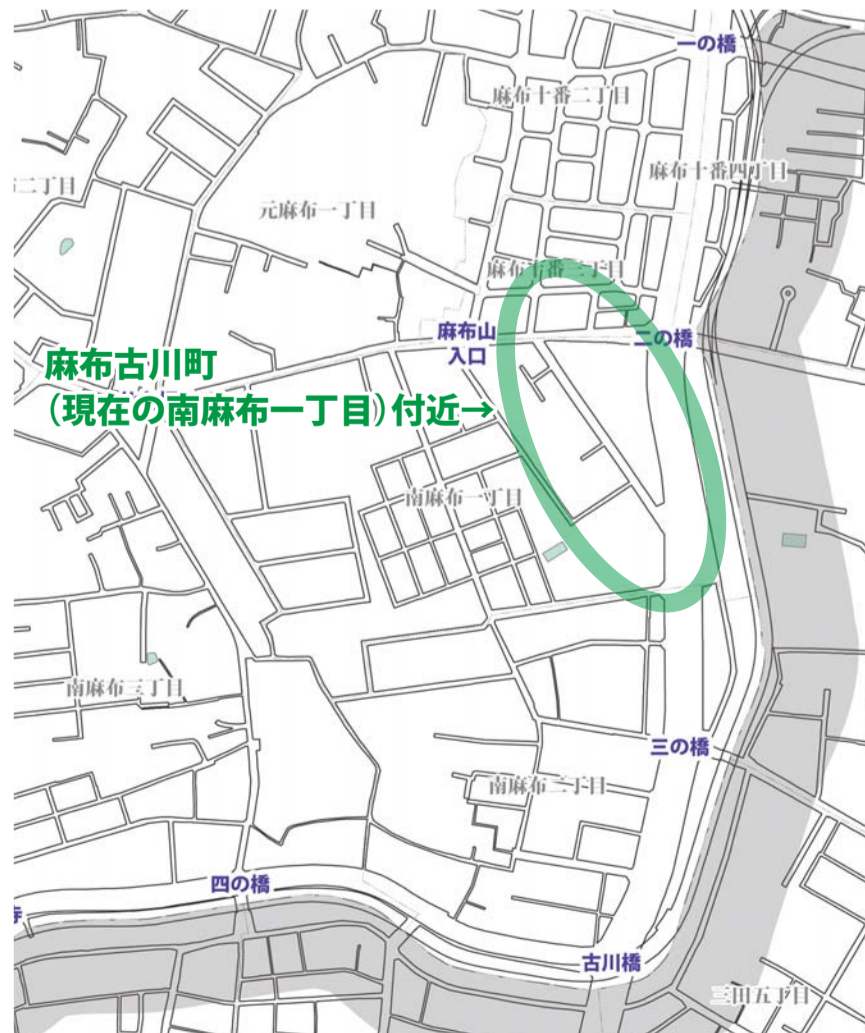 一の橋
麻布十番二丁目
麻布十番四丁目
二丁目
元麻布一丁目
麻布十番三丁目
麻布山
入口
二の橋
麻布古川町
(現在の南麻布一丁目)付近→
南麻布一丁目
南麻布三丁目
三の橋
南麻布二丁目
四の橋
寺
古川橋
三田五丁目